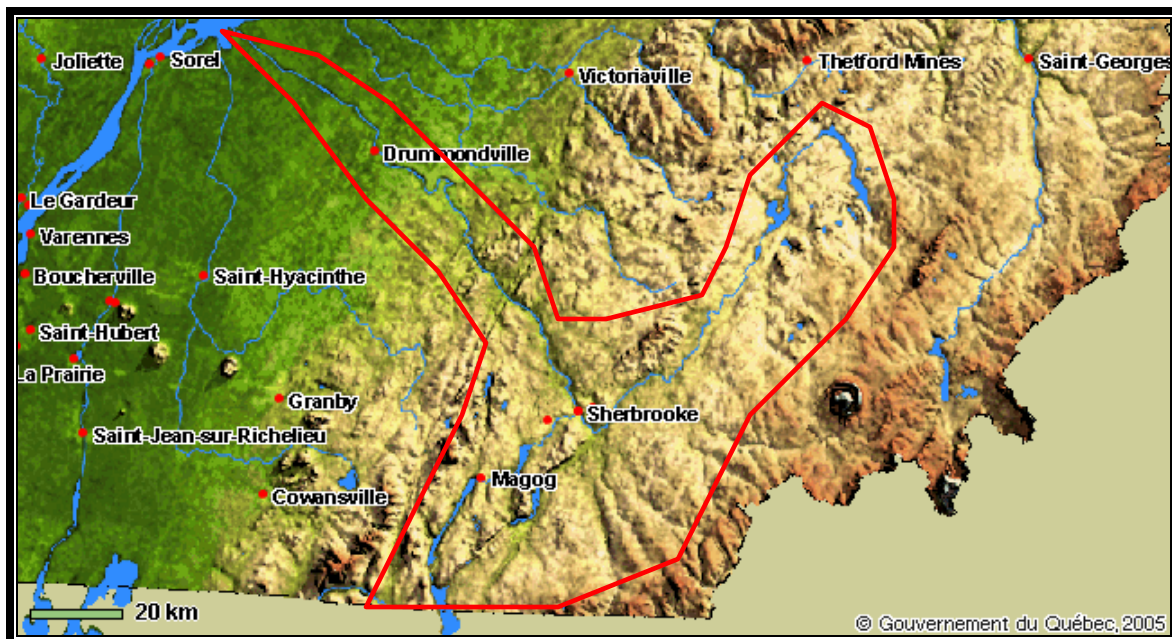 Joliette
Sorel
Victoriaville
Thetford Mines
Saint-Georges
Drummondville
Le Gardeur
Varennes
Boucherville
Saint-Hyacinthe
Saint-Hubert
La Prairie
Granby
Sherbrooke
Saint-Jean-sur-Richelieu
Magog
Cowansville
20 km
© Gouvernement du Québec, 2005